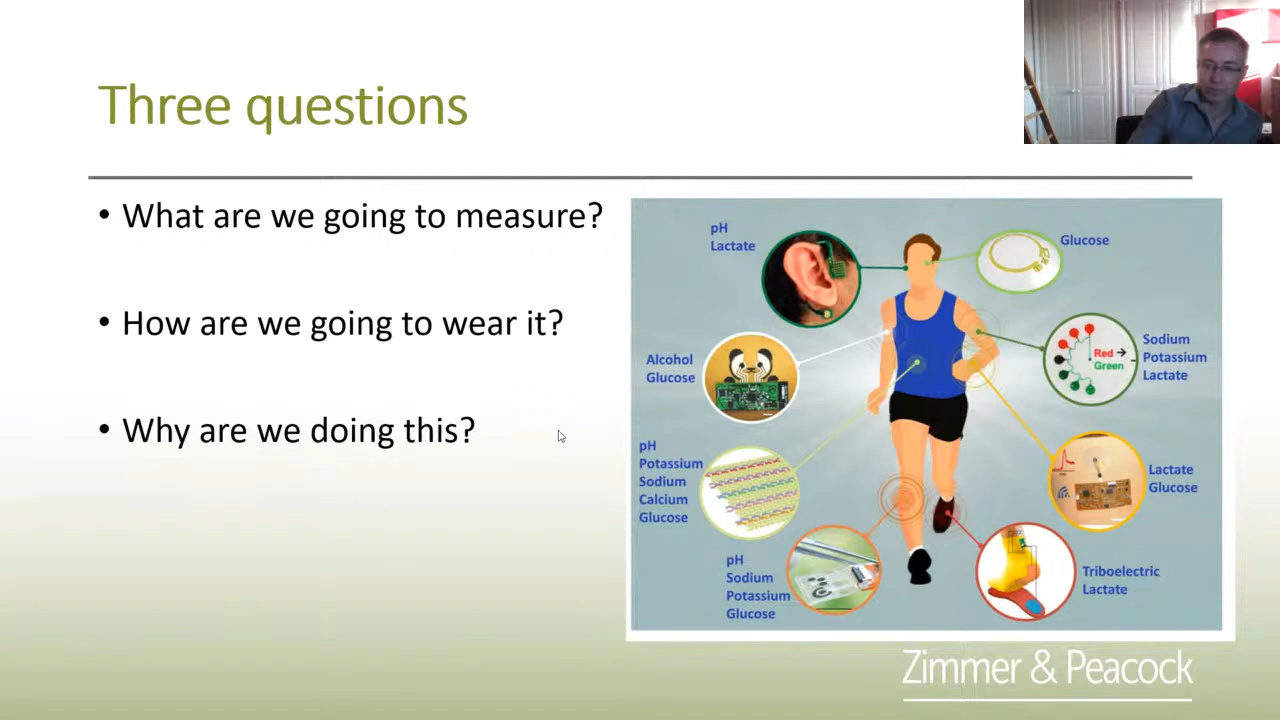 Three questions
• What are we going to measure?
• How are we going to wear it?
• Why are we doing this?
pH
Lactate
Glucose
Alcohol
Glucose
Red →
Green
Sodium
Potassium
Lactate
pH
Potassium
Sodium
Calcium
Glucose
Lactate
Glucose
pH
Sodium
Potassium
Glucose
Triboelectric
Lactate
Zimmer & Peacock